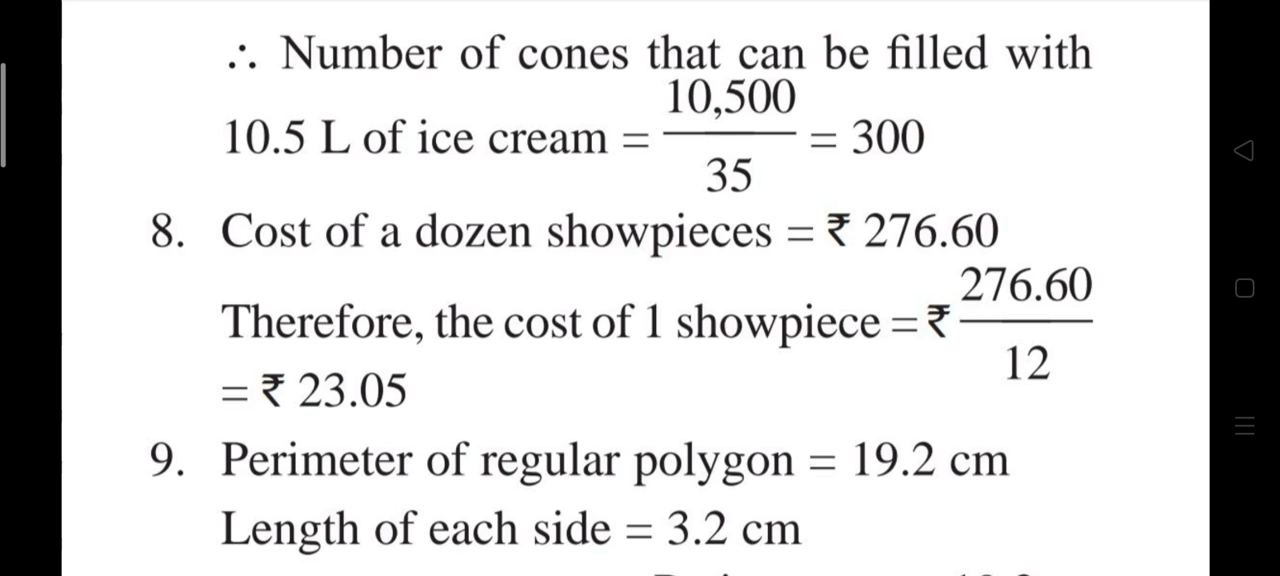 ∴ Number of cones that can be filled with
10.5 L of ice cream = 10,500/35 = 300
8. Cost of a dozen showpieces = ₹ 276.60
Therefore, the cost of 1 showpiece = ₹ 276.60/12
= ₹ 23.05
9. Perimeter of regular polygon = 19.2 cm
Length of each side = 3.2 cm